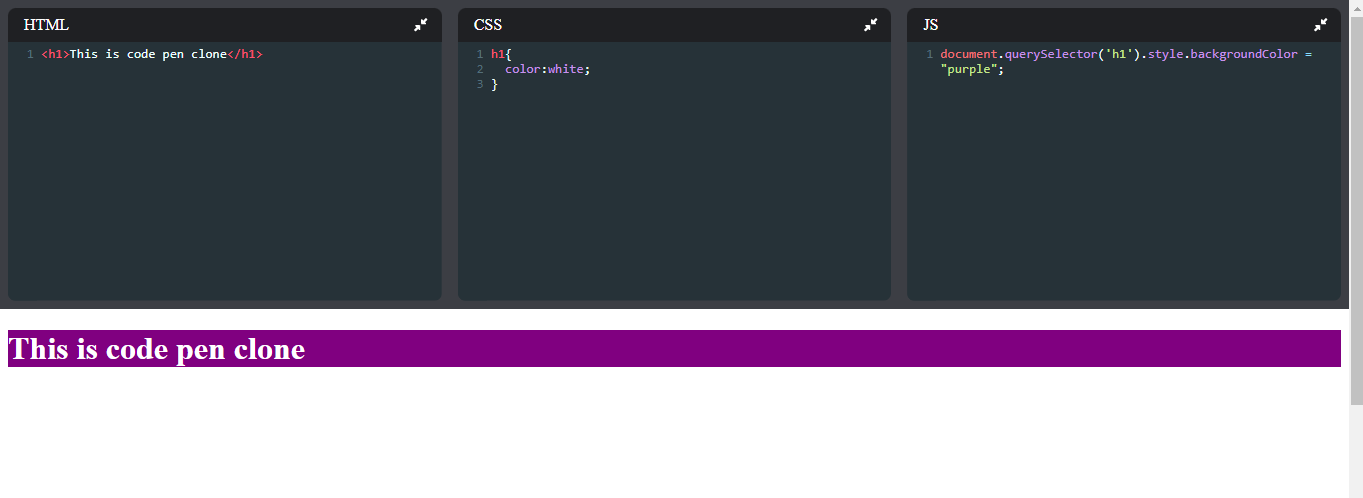 HTML
1 <h1>This is code pen clone</h1>
CSS
1 h1{
2   color:white;
3 }
JS
1 document.querySelector('h1').style.backgroundColor =
"purple";
This is code pen clone